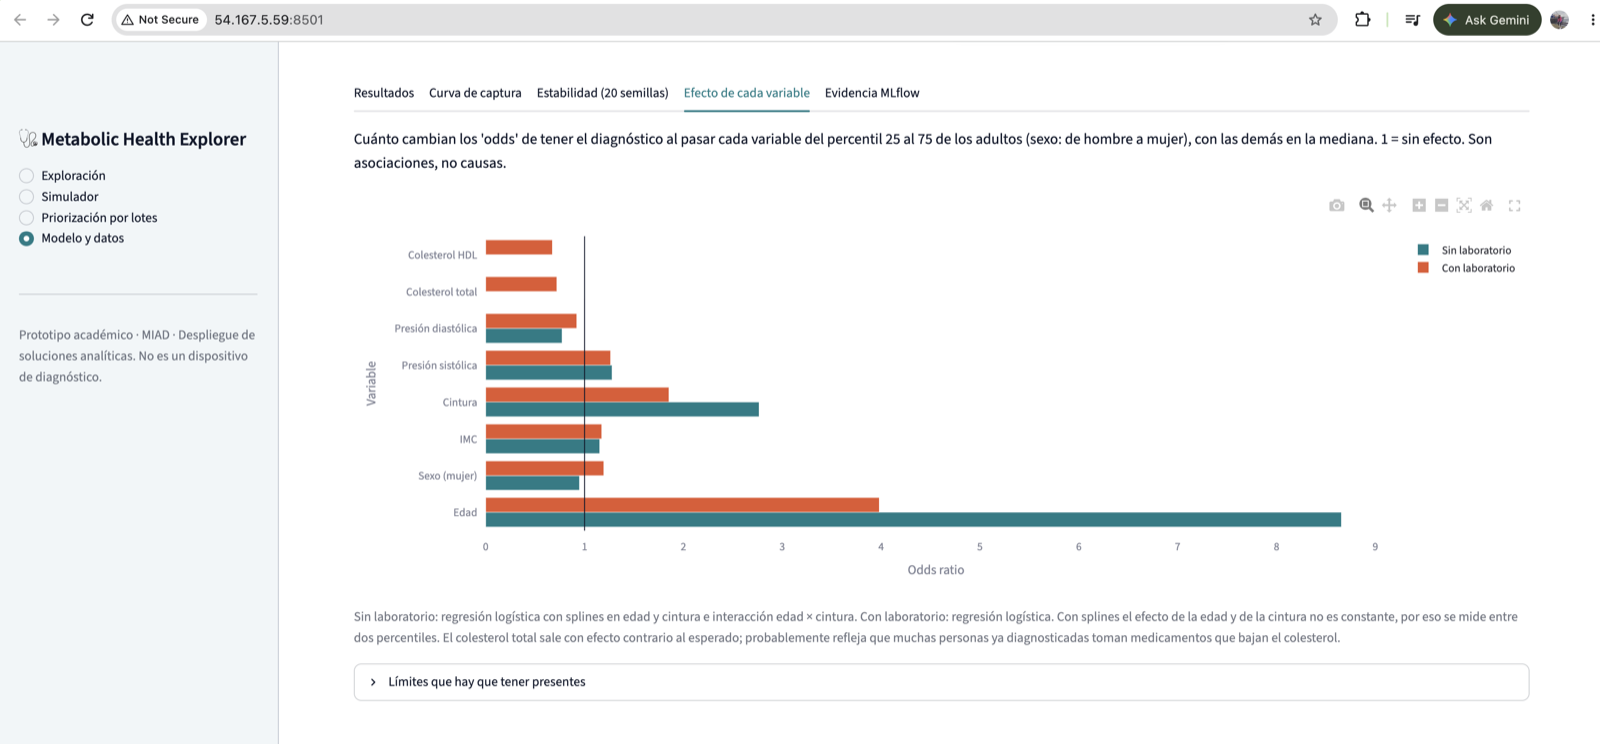 Not Secure
54.167.5.59:8501
Ask Gemini
Metabolic Health Explorer
Exploración
Simulador
Priorización por lotes
Modelo y datos
Prototipo académico · MIAD · Despliegue de
soluciones analíticas. No es un dispositivo
de diagnóstico.
Resultados
Curva de captura
Estabilidad (20 semillas)
Efecto de cada variable
Evidencia MLflow
Cuánto cambian los 'odds' de tener el diagnóstico al pasar cada variable del percentil 25 al 75 de los adultos (sexo: de hombre a mujer), con las demás en la mediana. 1 = sin efecto. Son
asociaciones, no causas.
Sin laboratorio
Con laboratorio
Variable
Colesterol HDL
Colesterol total
Presión diastólica
Presión sistólica
Cintura
IMC
Sexo (mujer)
Edad
0 1 2 3 4 5 6 7 8 9
Odds ratio
Sin laboratorio: regresión logística con splines en edad y cintura e interacción edad × cintura. Con laboratorio: regresión logística. Con splines el efecto de la edad y de la cintura no es constante, por eso se mide entre
dos percentiles. El colesterol total sale con efecto contrario al esperado; probablemente refleja que muchas personas ya diagnosticadas toman medicamentos que bajan el colesterol.
Límites que hay que tener presentes